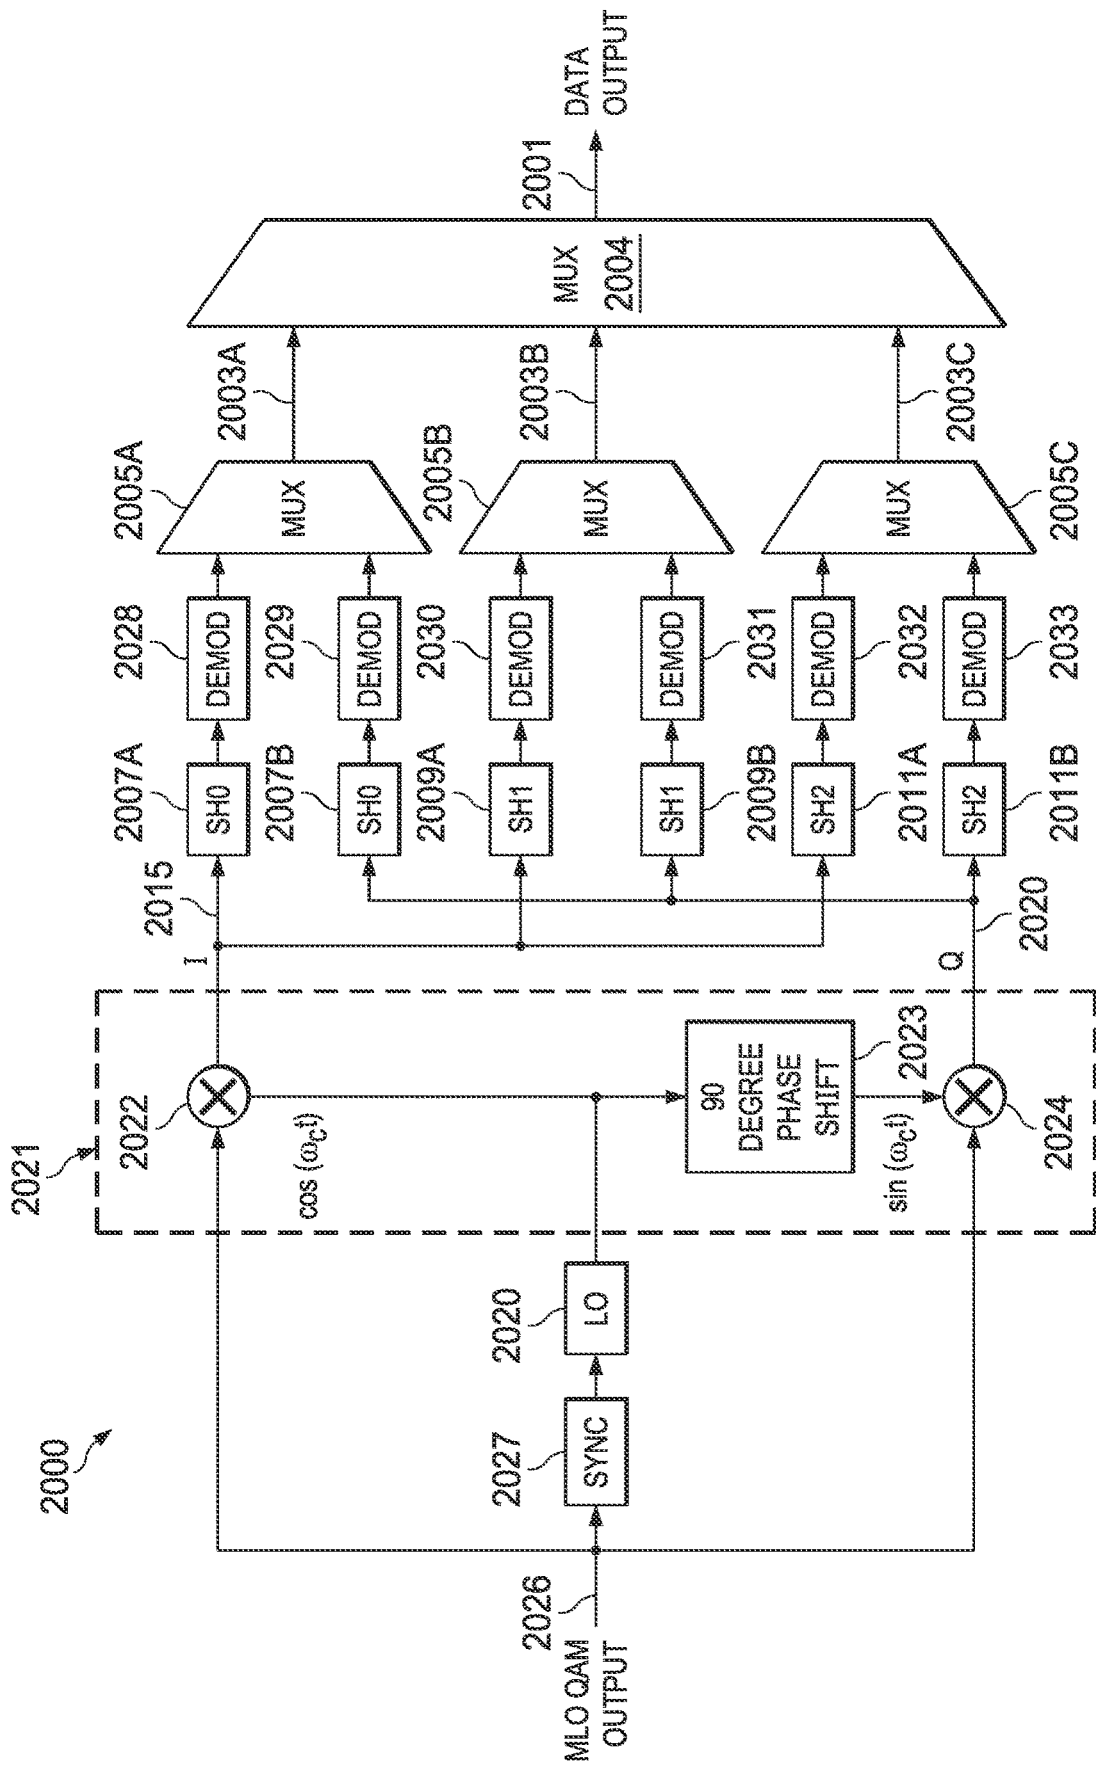 2000
MLO QAM
OUTPUT
2026
2027
SYNC
2020
LO
2021
2022
cos (ωCt)
90
DEGREE
PHASE
SHIFT
2023
sin (ωCt)
2024
I
2015
Q
2020
2007A
SH0
2007B
SH0
2009A
SH1
SH1
2009B
SH2
2011A
SH2
2011B
2028
DEMOD
2029
DEMOD
2030
DEMOD
DEMOD
2031
DEMOD
2032
DEMOD
2033
2005A
MUX
2005B
MUX
MUX
2005C
2003A
2003B
2003C
MUX
2004
2001
DATA
OUTPUT